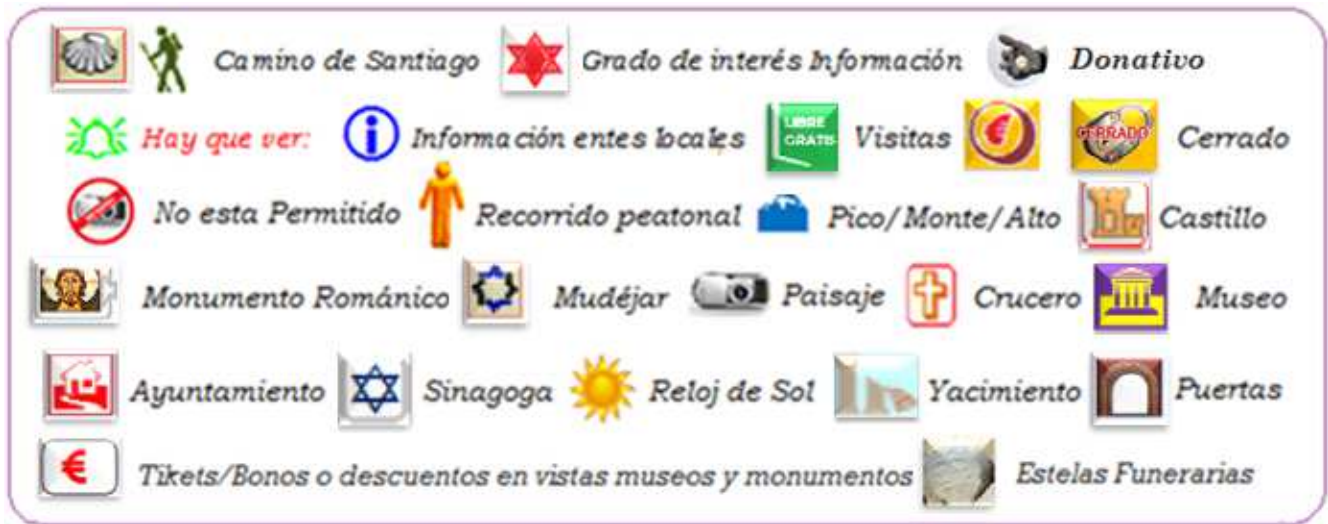 Camino de Santiago Grado de interés Información Donativo
Hay que ver: i Información entes locales LIBRE GRATIS Visitas € CERRADO Cerrado
No esta Permitido Recorrido peatonal Pico/Monte/Alto Castillo
Monumento Románico Mudéjar Paisaje Crucero Museo
Ayuntamiento Sinagoga Reloj de Sol Yacimiento Puertas
€ Tikets/Bonos o descuentos en vistas museos y monumentos Estelas Funerarias